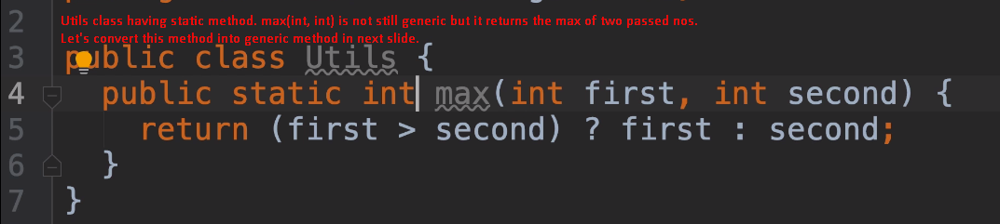 2
Utils class having static method. max(int, int) is not still generic but it returns the max of two passed nos.
Let's convert this method into generic method in next slide.
3 public class Utils {
4 public static int max(int first, int second) {
5 return (first > second) ? first : second;
6 }
7 }